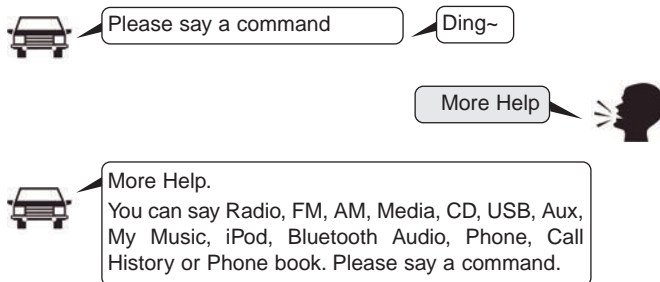 Please say a command
Ding~
More Help
More Help.
You can say Radio, FM, AM, Media, CD, USB, Aux,
My Music, iPod, Bluetooth Audio, Phone, Call
History or Phone book. Please say a command.